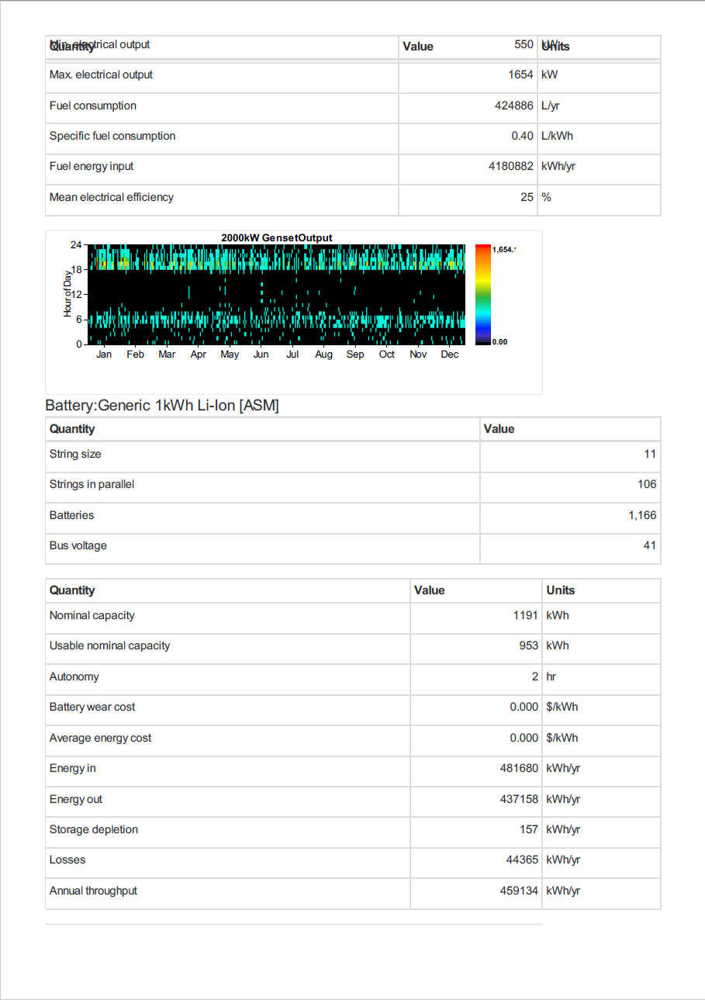 Quantity Value Units
Min. electrical output 550 kW
Max. electrical output 1654 kW
Fuel consumption 424886 L/yr
Specific fuel consumption 0.40 L/kWh
Fuel energy input 4180882 kWh/yr
Mean electrical efficiency 25 %
2000kW GensetOutput
24
18
12
6
0
Hour of Day
Jan Feb Mar Apr May Jun Jul Aug Sep Oct Nov Dec
1,654.1
0.00
Battery:Generic 1kWh Li-Ion [ASM]
Quantity Value
String size 11
Strings in parallel 106
Batteries 1,166
Bus voltage 41
Quantity Value Units
Nominal capacity 1191 kWh
Usable nominal capacity 953 kWh
Autonomy 2 hr
Battery wear cost 0.000 $/kWh
Average energy cost 0.000 $/kWh
Energy in 481680 kWh/yr
Energy out 437158 kWh/yr
Storage depletion 157 kWh/yr
Losses 44365 kWh/yr
Annual throughput 459134 kWh/yr